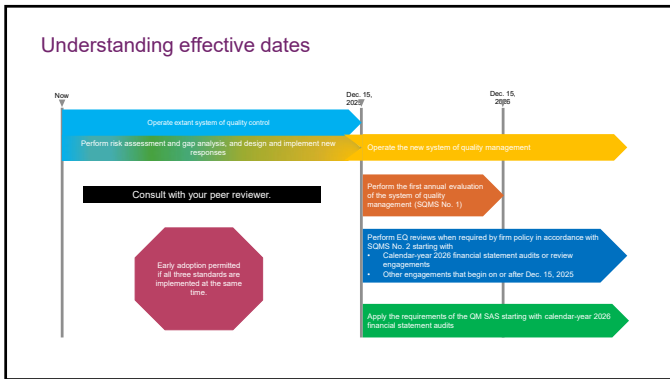 Understanding effective dates
Now
Dec. 15,
2025
Dec. 15,
2026
Operate extant system of quality control
Perform risk assessment and gap analysis, and design and implement new
responses
Operate the new system of quality management
Consult with your peer reviewer.
Perform the first annual evaluation
of the system of quality
management (SQMS No. 1)
Early adoption permitted
if all three standards are
implemented at the same
time.
Perform EQ reviews when required by firm policy in accordance with
SQMS No. 2 starting with
• Calendar-year 2026 financial statement audits or review
engagements
• Other engagements that begin on or after Dec. 15, 2025
Apply the requirements of the QM SAS starting with calendar-year 2026
financial statement audits